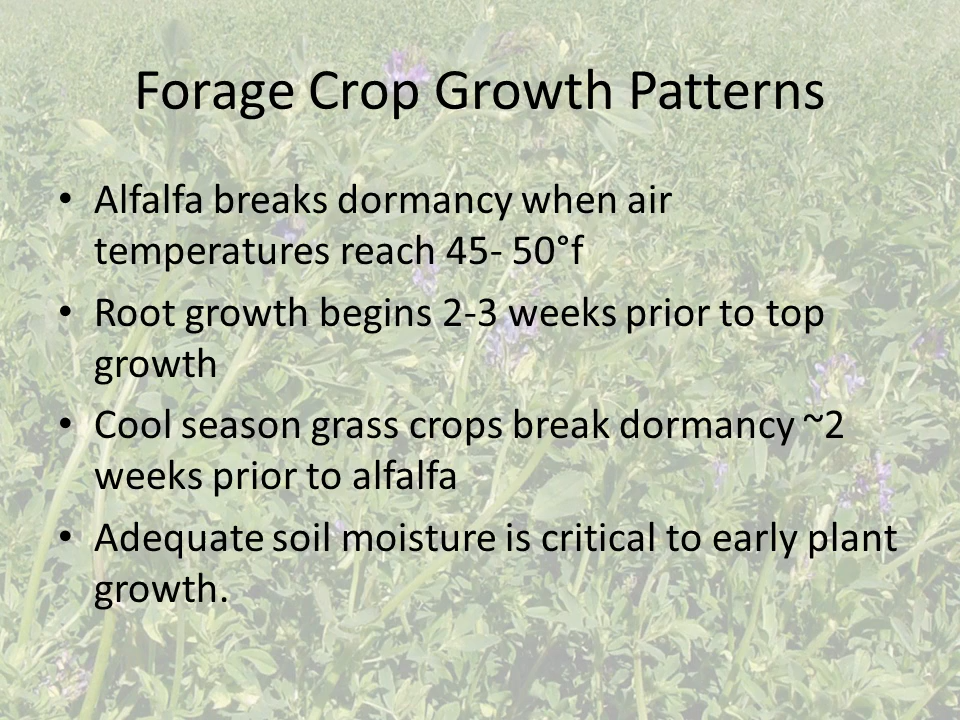 Forage Crop Growth Patterns
• Alfalfa breaks dormancy when air
temperatures reach 45- 50°f
• Root growth begins 2-3 weeks prior to top
growth
• Cool season grass crops break dormancy ~2
weeks prior to alfalfa
• Adequate soil moisture is critical to early plant
growth.